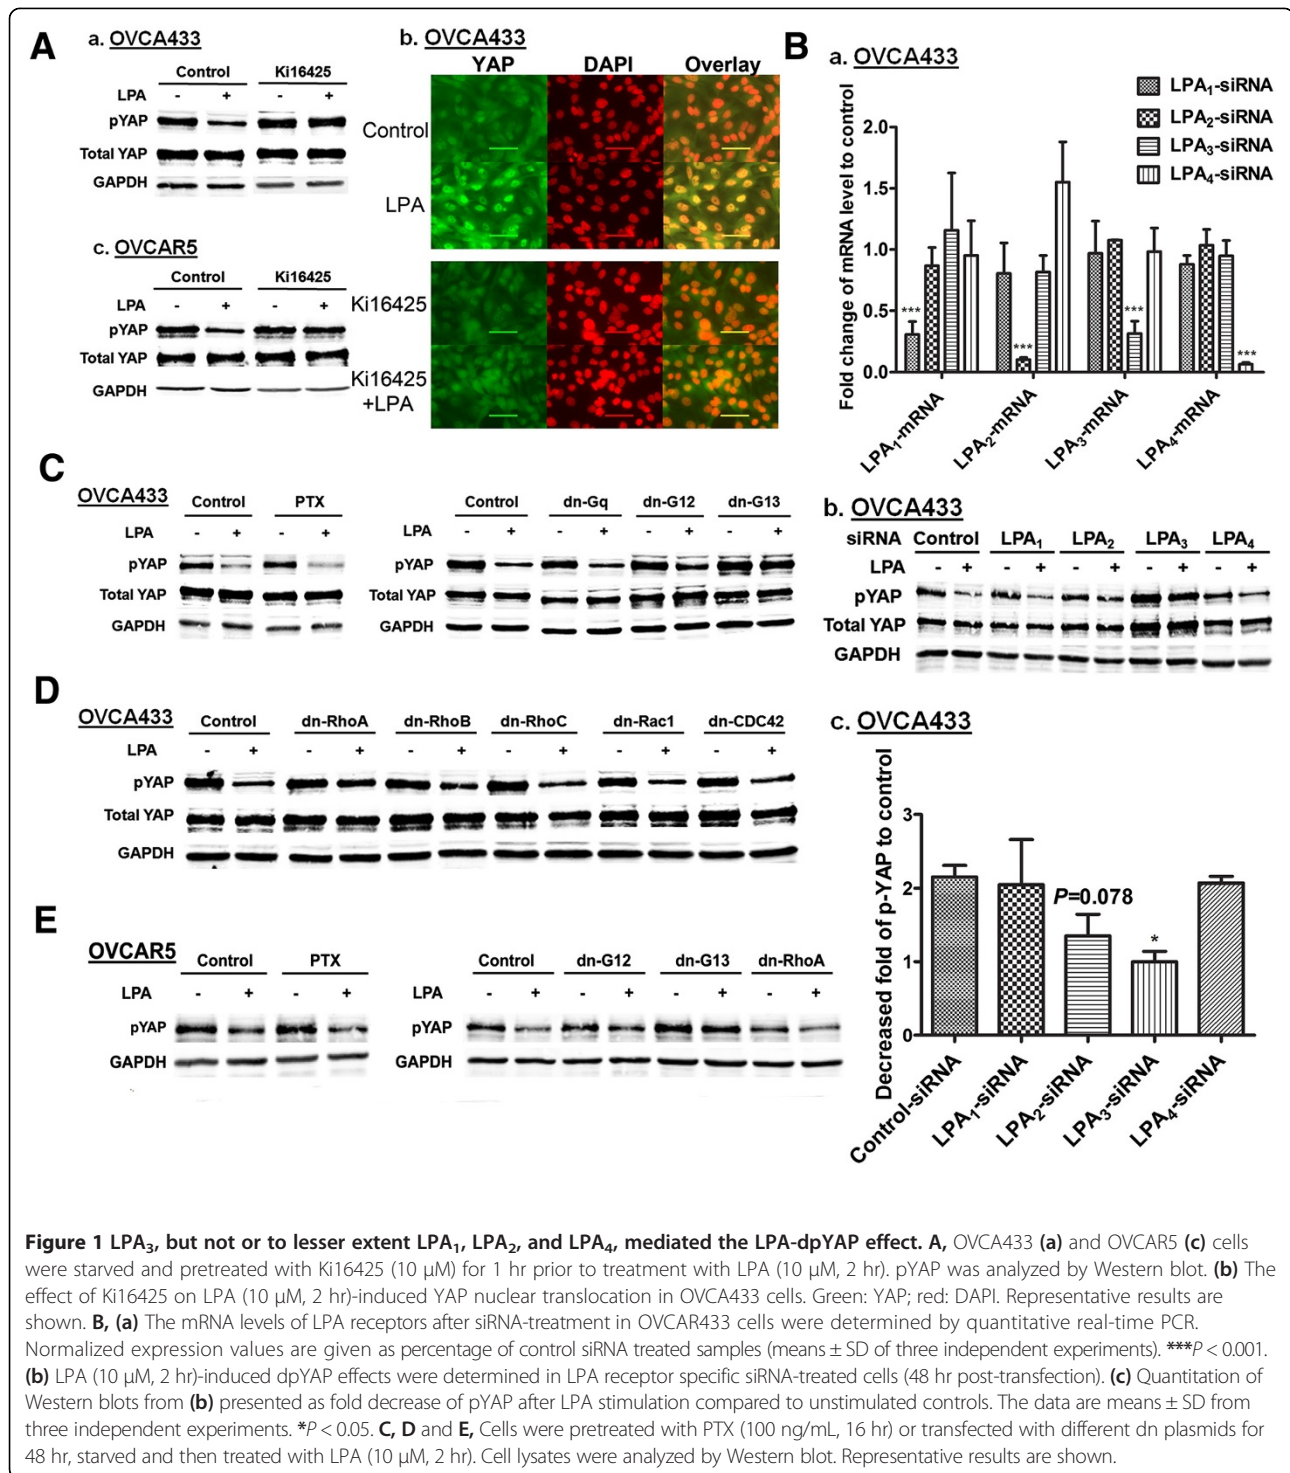 A
a. OVCA433
Control Ki16425
LPA - + - +
pYAP
Total YAP
GAPDH
c. OVCAR5
Control Ki16425
LPA - + - +
pYAP
Total YAP
GAPDH
b. OVCA433
YAP DAPI Overlay
Control
LPA
Ki16425
Ki16425
+LPA
B
a. OVCA433
LPA₁-siRNA
LPA₂-siRNA
LPA₃-siRNA
LPA₄-siRNA
Fold change of mRNA level to control
2.0
1.5
1.0
0.5
0.0
*** *** *** ***
LPA₁-mRNA LPA₂-mRNA LPA₃-mRNA LPA₄-mRNA
b. OVCA433
siRNA Control LPA₁ LPA₂ LPA₃ LPA₄
LPA - + - + - + - + - +
pYAP
Total YAP
GAPDH
c. OVCA433
Decreased fold of p-YAP to control
3
2
1
0
P=0.078
*
Control-siRNA LPA₁-siRNA LPA₂-siRNA LPA₃-siRNA LPA₄-siRNA
C
OVCA433
Control PTX
LPA - + - +
pYAP
Total YAP
GAPDH
Control dn-Gq dn-G12 dn-G13
LPA - + - + - + - +
pYAP
Total YAP
GAPDH
D
OVCA433
Control dn-RhoA dn-RhoB dn-RhoC dn-Rac1 dn-CDC42
LPA - + - + - + - + - + - +
pYAP
Total YAP
GAPDH
E
OVCAR5
Control PTX
LPA - + - +
pYAP
GAPDH
Control dn-G12 dn-G13 dn-RhoA
LPA - + - + - + - +
pYAP
GAPDH
Figure 1 LPA₃, but not or to lesser extent LPA₁, LPA₂, and LPA₄, mediated the LPA-dpYAP effect. A, OVCA433 (a) and OVCAR5 (c) cells
were starved and pretreated with Ki16425 (10 μM) for 1 hr prior to treatment with LPA (10 μM, 2 hr). pYAP was analyzed by Western blot. (b) The
effect of Ki16425 on LPA (10 μM, 2 hr)-induced YAP nuclear translocation in OVCA433 cells. Green: YAP; red: DAPI. Representative results are
shown. B, (a) The mRNA levels of LPA receptors after siRNA-treatment in OVCAR433 cells were determined by quantitative real-time PCR.
Normalized expression values are given as percentage of control siRNA treated samples (means ± SD of three independent experiments). ***P < 0.001.
(b) LPA (10 μM, 2 hr)-induced dpYAP effects were determined in LPA receptor specific siRNA-treated cells (48 hr post-transfection). (c) Quantitation of
Western blots from (b) presented as fold decrease of pYAP after LPA stimulation compared to unstimulated controls. The data are means ± SD from
three independent experiments. *P < 0.05. C, D and E, Cells were pretreated with PTX (100 ng/mL, 16 hr) or transfected with different dn plasmids for
48 hr, starved and then treated with LPA (10 μM, 2 hr). Cell lysates were analyzed by Western blot. Representative results are shown.